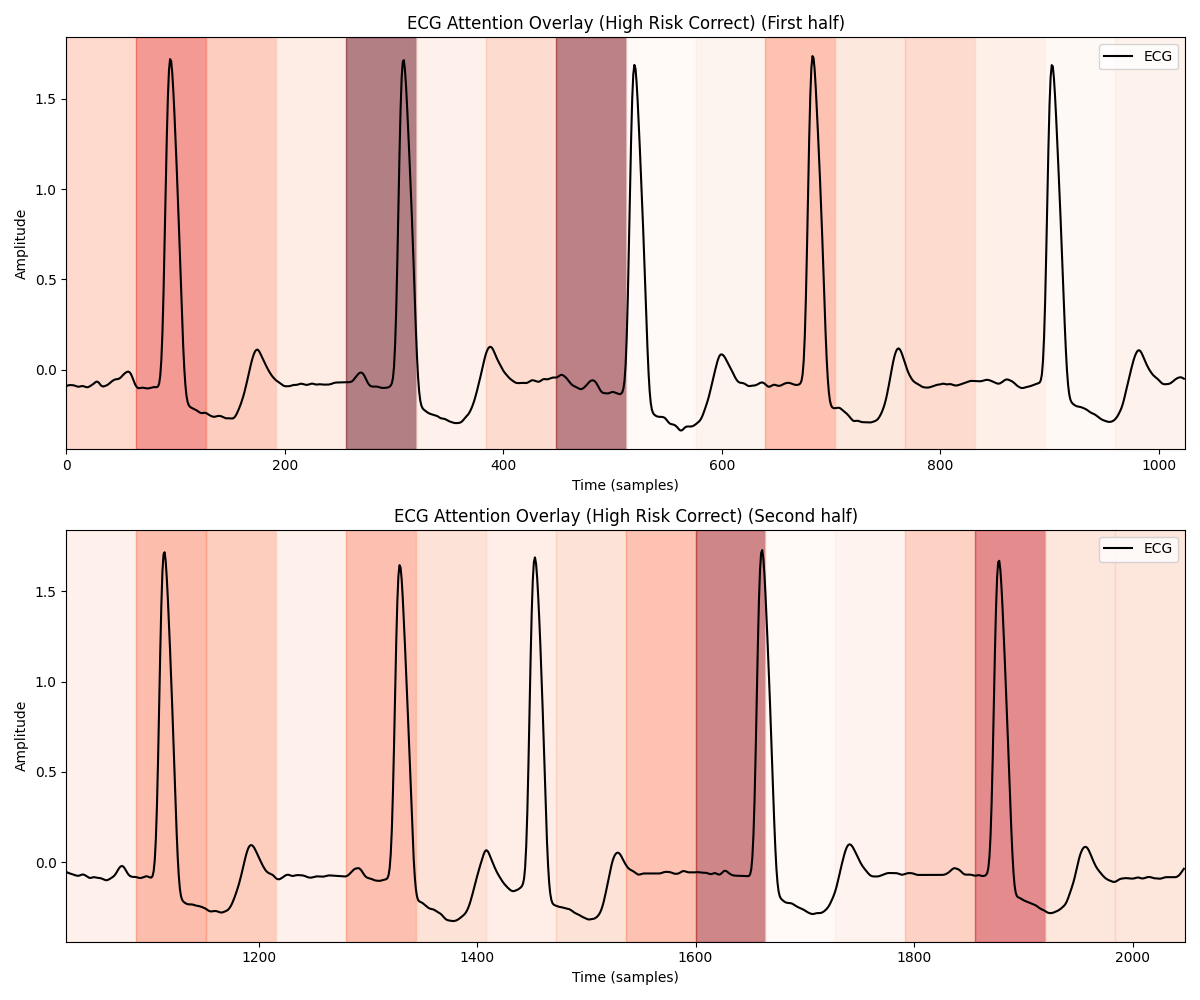 ECG Attention Overlay (High Risk Correct) (First half)
ECG
1.5
1.0
0.5
0.0
Amplitude
0 200 400 600 800 1000
Time (samples)
ECG Attention Overlay (High Risk Correct) (Second half)
ECG
1.5
1.0
0.5
0.0
Amplitude
1200 1400 1600 1800 2000
Time (samples)